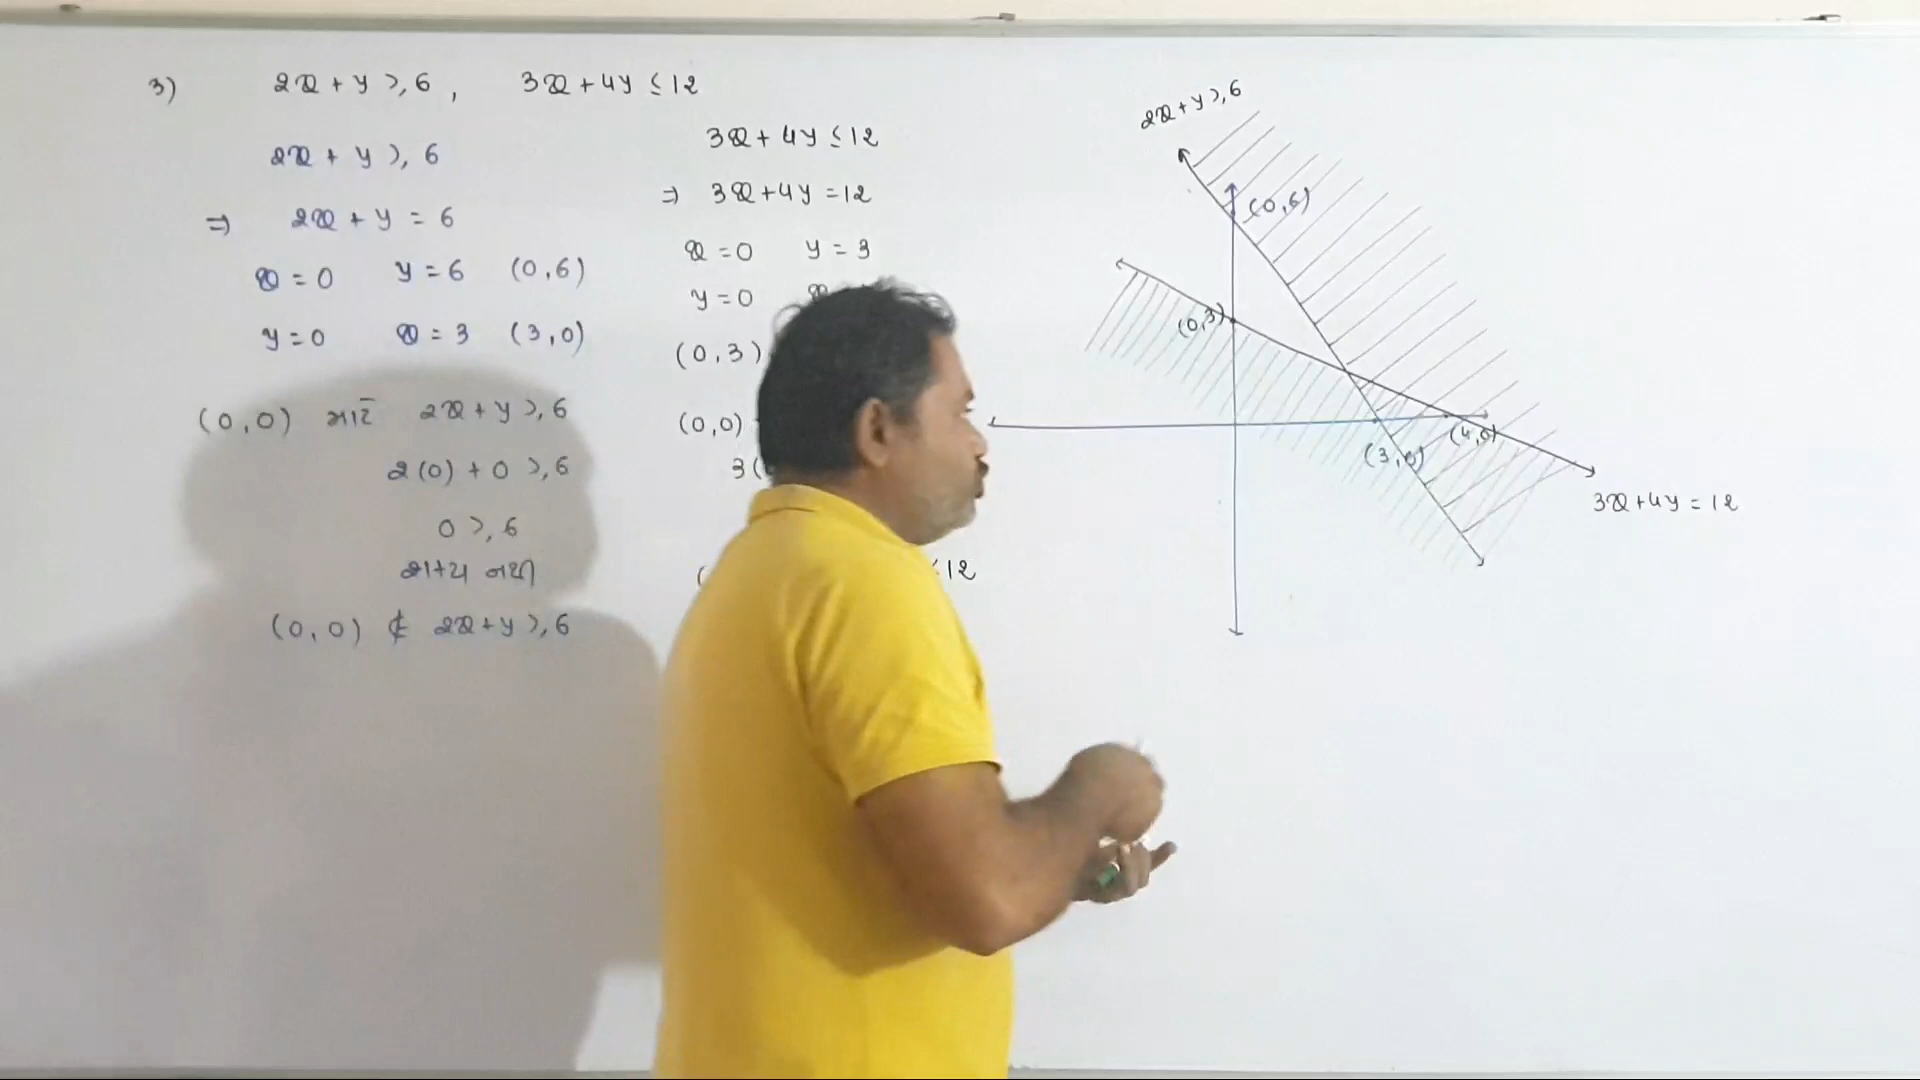 3) 2x + y ≥ 6, 3x + 4y ≤ 12
2x + y ≥ 6
⇒ 2x + y = 6
x = 0 y = 6 (0,6)
y = 0 x = 3 (3,0)
(0,0) માટે 2x + y ≥ 6
2(0) + 0 ≥ 6
0 ≥ 6
શક્ય નથી
(0,0) ∉ 2x + y ≥ 6
3x + 4y ≤ 12
⇒ 3x + 4y = 12
x = 0 y = 3
y = 0
(0,3)
(0,0)
3(
≤ 12
2x + y ≥ 6
(0,6)
(0,3)
(4,0)
(3,0)
3x + 4y = 12